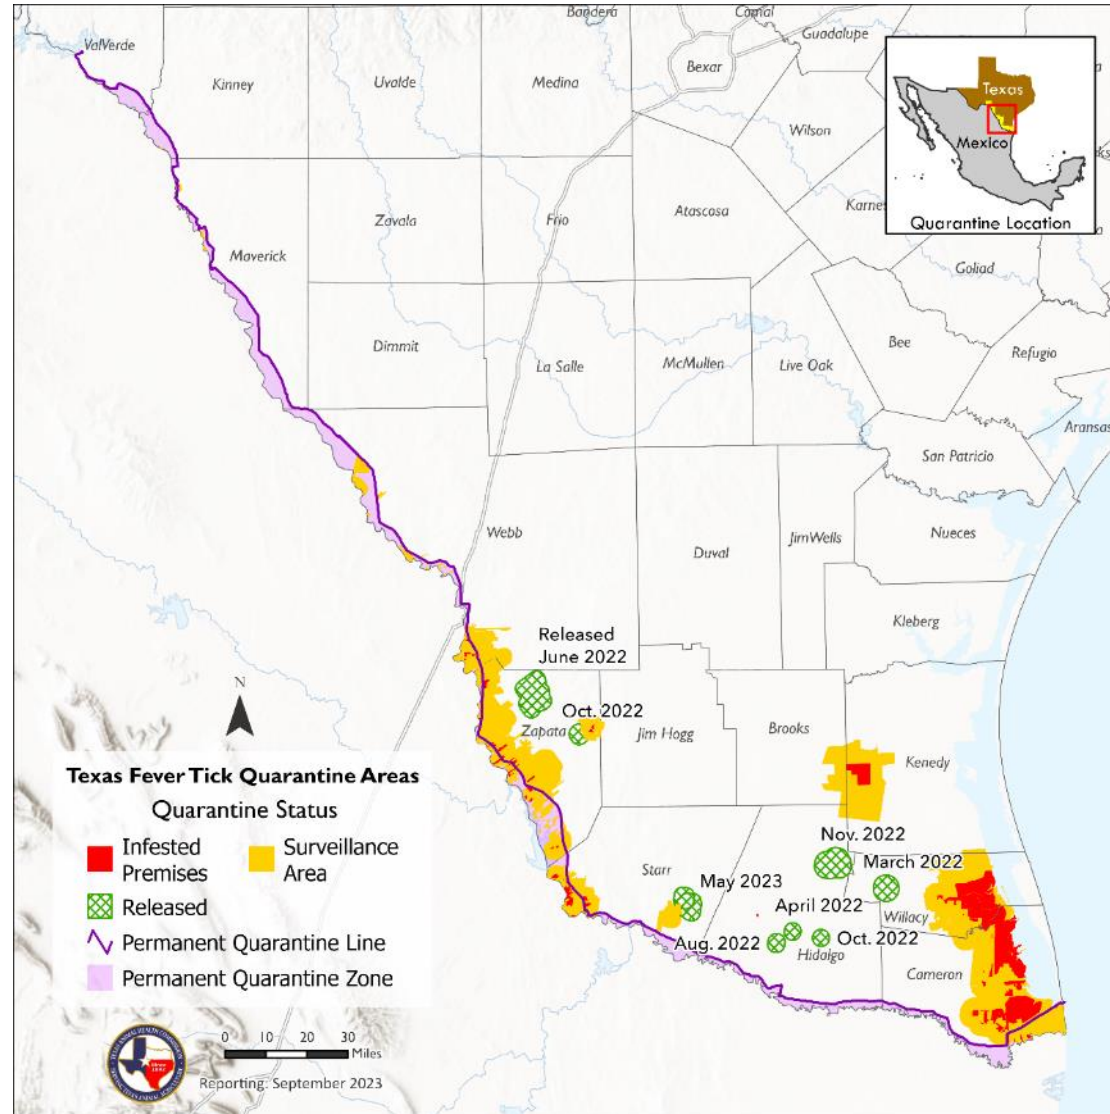 Bandera
Comal
Guadalupe
ValVerde
Kinney
Uvalde
Medina
Bexar
Wilson
Texas
Mexico
Quarantine Location
Zavala
Frio
Atascosa
Karnes
Maverick
Goliad
Dimmit
La Salle
McMullen
Live Oak
Bee
Refugio
Aransas
San Patricio
Webb
Duval
JimWells
Nueces
Kleberg
Released
June 2022
Oct. 2022
Zapata
Jim Hogg
Brooks
Kenedy
N
Texas Fever Tick Quarantine Areas
Quarantine Status
Infested
Premises
Surveillance
Area
Released
Permanent Quarantine Line
Permanent Quarantine Zone
Nov. 2022
March 2022
Starr
May 2023
April 2022
Willacy
Aug. 2022
Oct. 2022
Hidalgo
Cameron
0 10 20 30
Miles
Reporting: September 2023